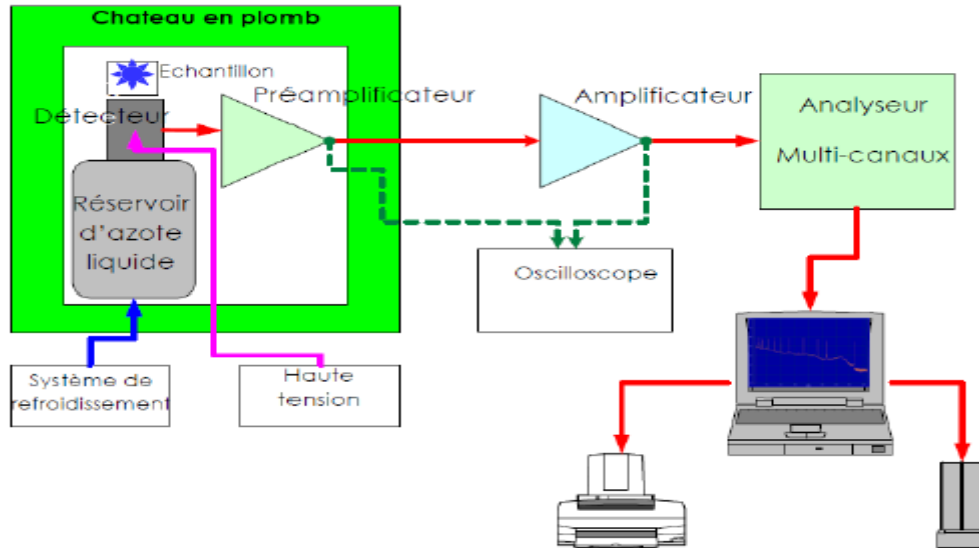 Chateau en plomb
Echantillon
Détecteur
Préamplificateur
Amplificateur
Analyseur
Multi-canaux
Réservoir
d'azote
liquide
Oscilloscope
Système de
refroidissement
Haute
tension